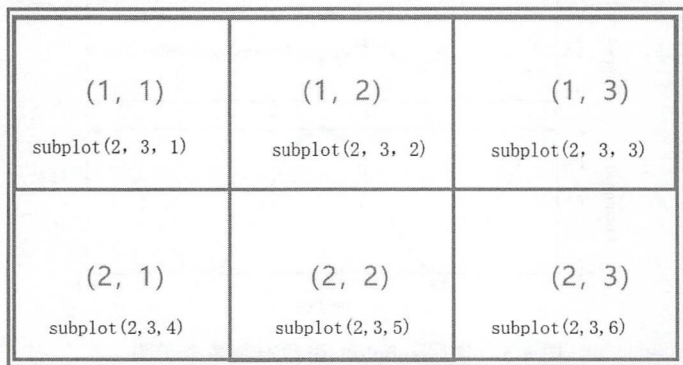 (1, 1) (1, 2) (1, 3)
subplot(2, 3, 1) subplot(2, 3, 2) subplot(2, 3, 3)
(2, 1) (2, 2) (2, 3)
subplot(2,3,4) subplot(2,3,5) subplot(2,3,6)